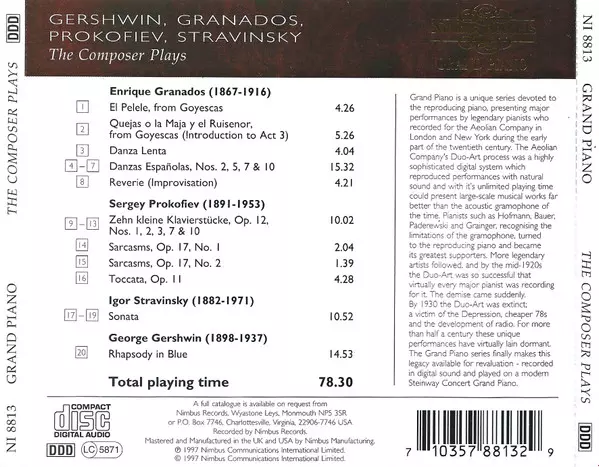 GERSHWIN, GRANADOS,
PROKOFIEV, STRAVINSKY
The Composer Plays
GRAND PIANO
DDD
THE COMPOSER PLAYS
GRAND PIANO
NI 8813
Enrique Granados (1867-1916)
1 El Pelele, from Goyescas 4.26
2 Quejas o la Maja y el Ruisenor,
from Goyescas (Introduction to Act 3) 5.26
3 Danza Lenta 4.04
4 - 7 Danzas Españolas, Nos. 2, 5, 7 & 10 15.32
8 Reverie (Improvisation) 4.21
Sergey Prokofiev (1891-1953)
9 - 13 Zehn kleine Klavierstücke, Op. 12, 10.02
Nos. 1, 2, 3, 7 & 10
14 Sarcasms, Op. 17, No. 1 2.04
15 Sarcasms, Op. 17, No. 2 1.39
16 Toccata, Op. 11 4.28
Igor Stravinsky (1882-1971)
17 - 19 Sonata 10.52
George Gershwin (1898-1937)
20 Rhapsody in Blue 14.53
Total playing time 78.30
Grand Piano is a unique series devoted to
the reproducing piano, presenting major
performances by legendary pianists who
recorded for the Aeolian Company in
London and New York during the early
part of the twentieth century. The Aeolian
Company's Duo-Art process was a highly
sophisticated digital system which
reproduced performances with natural
sound and with it's unlimited playing time
could present large-scale musical works far
better than the acoustic gramophone of
the time. Pianists such as Hofmann, Bauer,
Paderewski and Grainger, recognising the
limitations of the gramophone, turned
to the reproducing piano and became
its greatest supporters. More legendary
artists followed, and by the mid-1920s
the Duo-Art was so successful that
virtually every major pianist was recording
for it. The demise came suddenly.
By 1930 the Duo-Art was extinct;
a victim of the Depression, cheaper 78s
and the development of radio. For more
than half a century these unique
performances have virtually lain dormant.
The Grand Piano series finally makes this
legacy available for revaluation - recorded
in digital sound and played on a modern
Steinway Concert Grand Piano.
COMPACT
disc
DIGITAL AUDIO
DDD LC 5871
A full catalogue is available on request from
Nimbus Records, Wyastone Leys, Monmouth NP5 3SR
or P.O. Box 7746, Charlottesville, Virginia, 22906-7746 USA
Recorded by Nimbus Records.
Mastered and Manufactured in the UK and USA by Nimbus Manufacturing.
℗ 1997 Nimbus Communications International Limited.
© 1997 Nimbus Communications International Limited.
7 10357 88132 9
NI 8813
GRAND PIANO
THE COMPOSER PLAYS
DDD